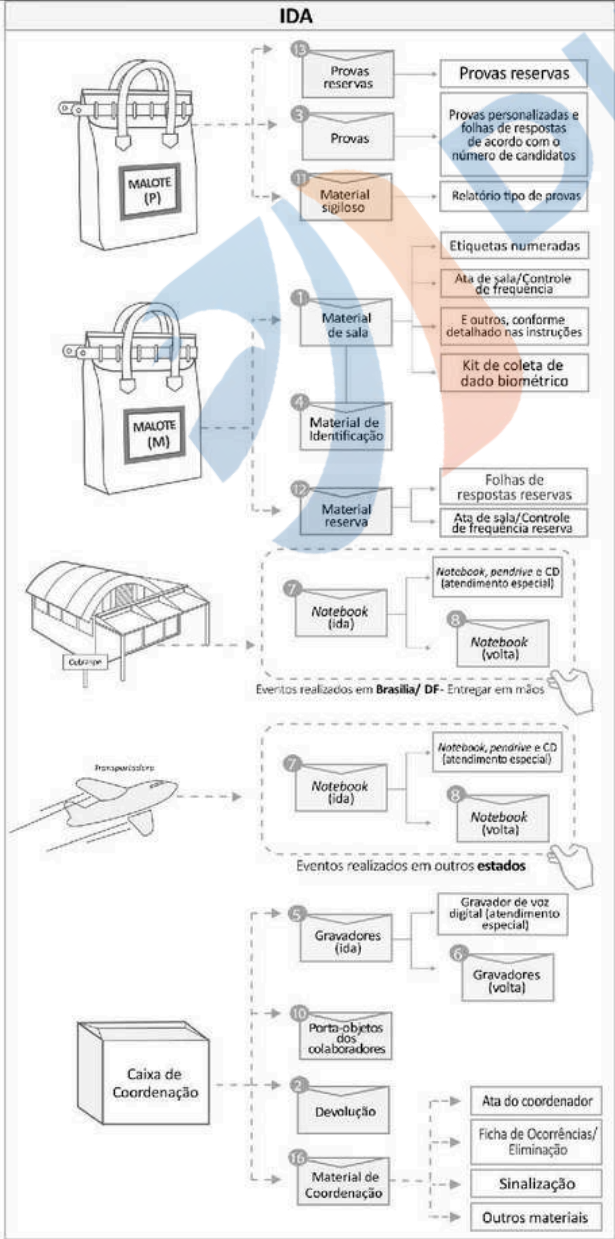 IDA
13
Provas
reservas
Provas reservas
MALOTE
(P)
3
Provas
Provas personalizadas e
folhas de respostas
de acordo com o
número de candidatos
11
Material
sigiloso
Relatório tipo de provas
Etiquetas numeradas
Ata de sala/Controle
de frequência
1
Material
de sala
E outros, conforme
detalhado nas instruções
Kit de coleta de
dado biométrico
MALOTE
(M)
4
Material de
Identificação
12
Material
reserva
Folhas de
respostas reservas
Ata de sala/Controle
de frequência reserva
7
Notebook
(ida)
Notebook, pendrive e CD
(atendimento especial)
8
Notebook
(volta)
Cebraspe
Eventos realizados em Brasília/ DF- Entregar em mãos
Transportadora
7
Notebook
(ida)
Notebook, pendrive e CD
(atendimento especial)
8
Notebook
(volta)
Eventos realizados em outros estados
5
Gravadores
(ida)
Gravador de voz
digital (atendimento
especial)
6
Gravadores
(volta)
10
Porta-objetos
dos
colaboradores
Caixa de
Coordenação
2
Devolução
16
Material de
Coordenação
Ata do coordenador
Ficha de Ocorrências/
Eliminação
Sinalização
Outros materiais